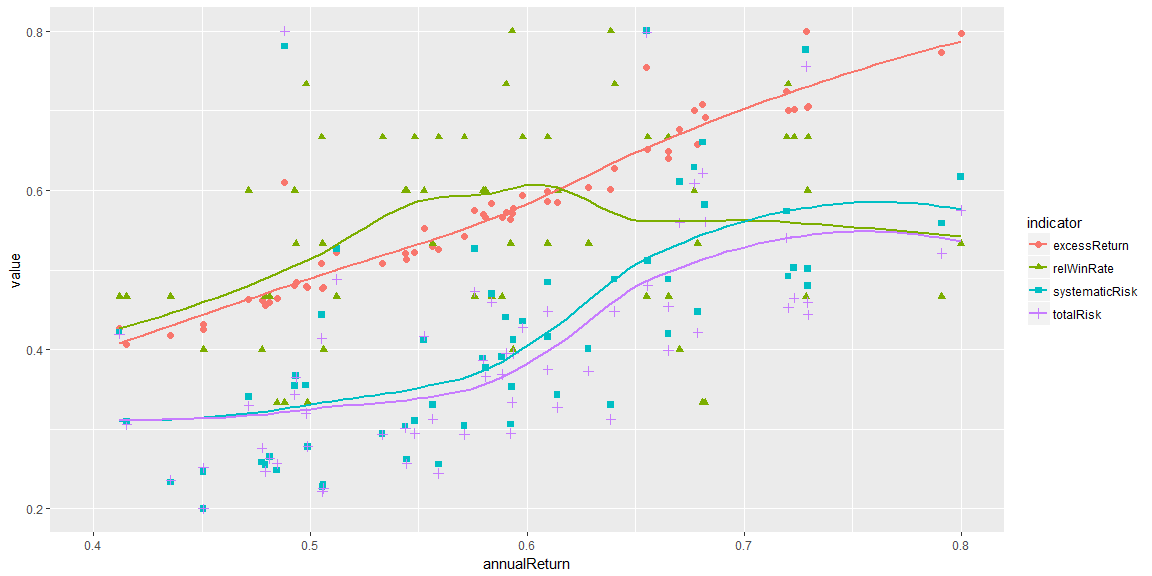 0.8
0.6
0.4
0.2
value
0.4
0.5
0.6
0.7
0.8
annualReturn
indicator
excessReturn
relWinRate
systematicRisk
totalRisk